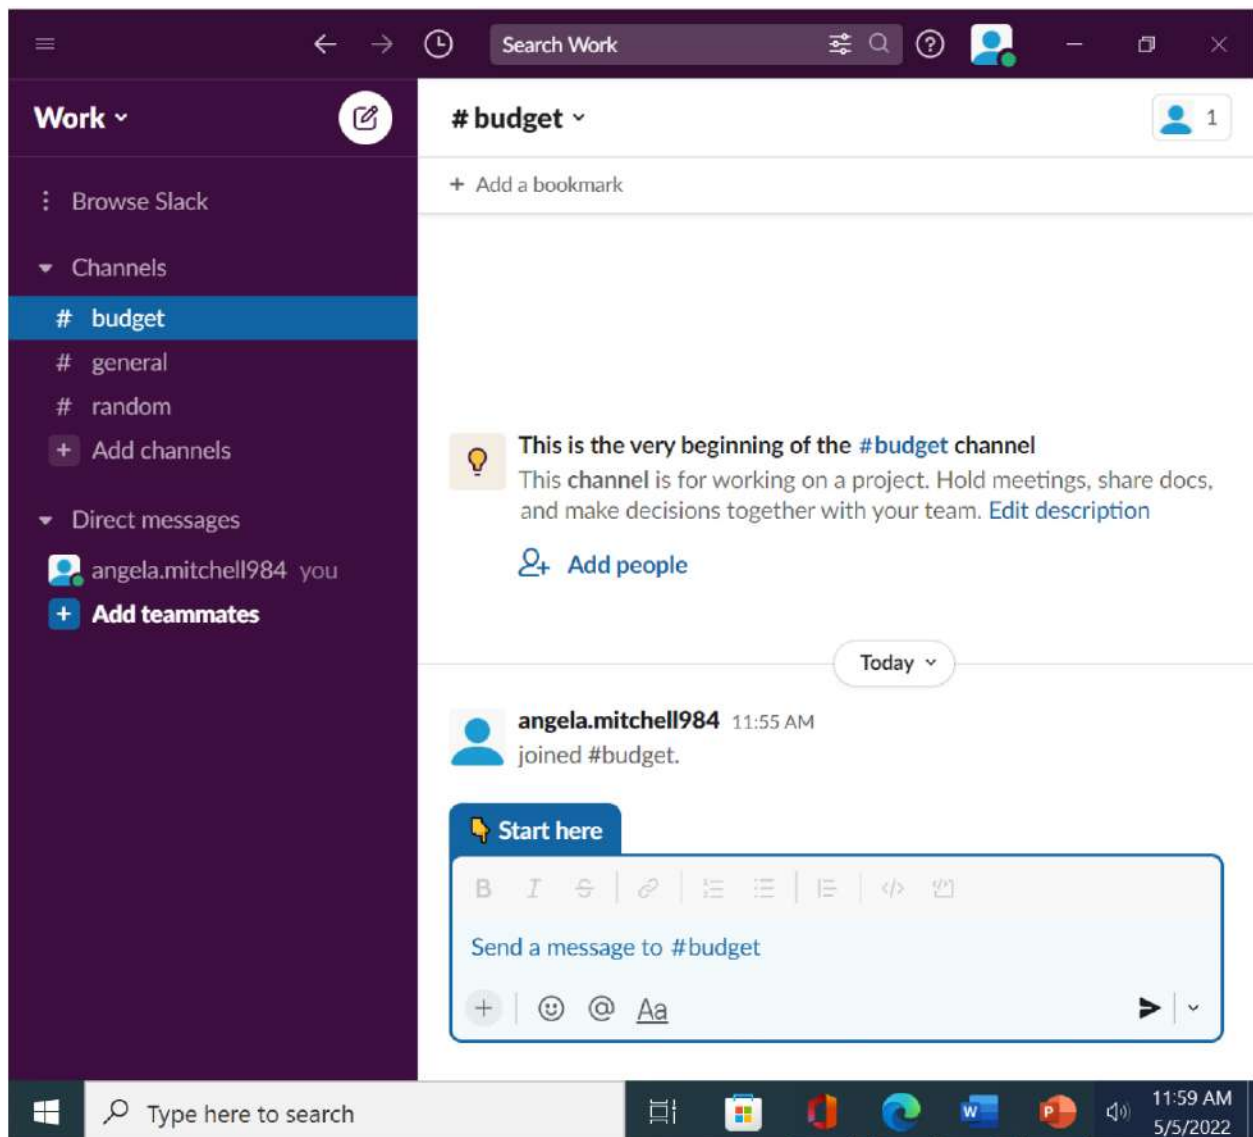 Search Work
Work
# budget
1
+ Add a bookmark
Browse Slack
Channels
# budget
# general
# random
+ Add channels
Direct messages
angela.mitchell984 you
+ Add teammates
This is the very beginning of the #budget channel
This channel is for working on a project. Hold meetings, share docs,
and make decisions together with your team. Edit description
Add people
Today
angela.mitchell984 11:55 AM
joined #budget.
Start here
B I S
Send a message to #budget
+ @ Aa
Type here to search
W
P
11:59 AM
5/5/2022